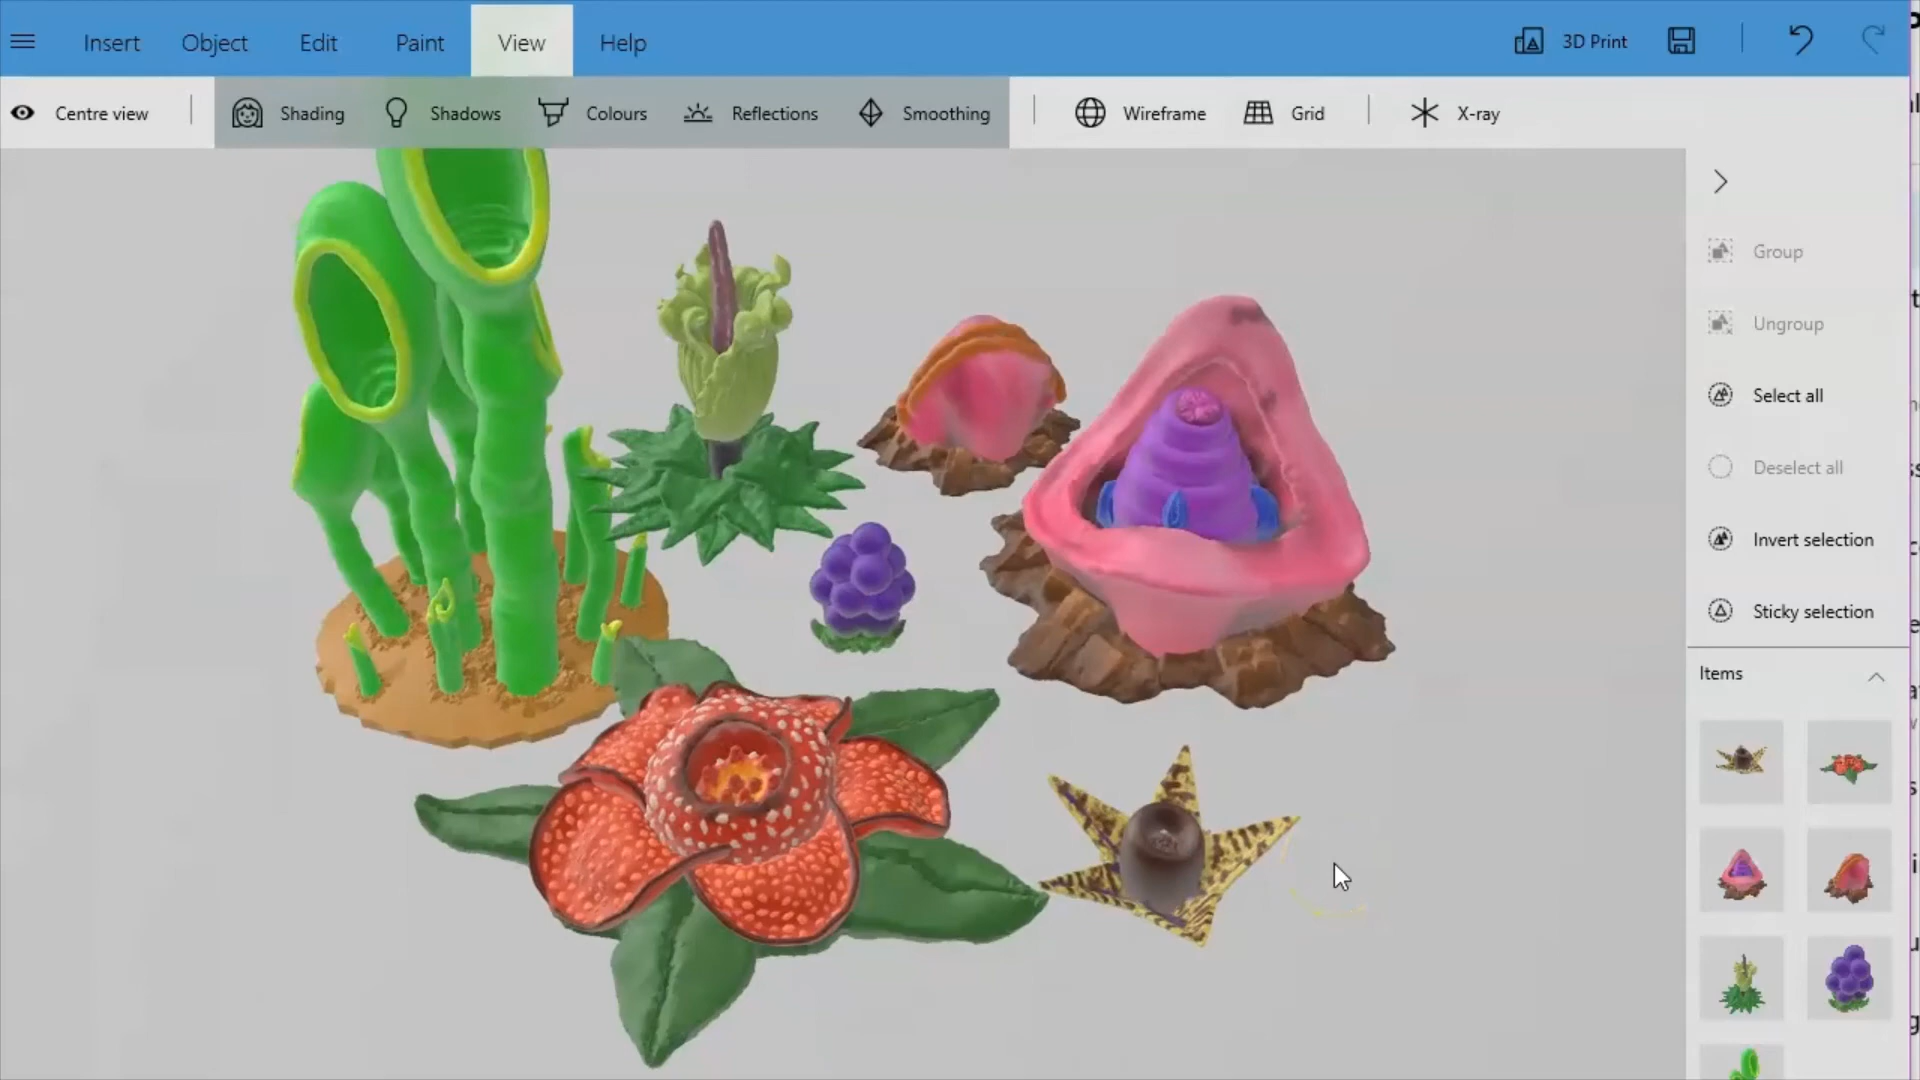 Insert Object Edit Paint View Help 3D Print
Centre view Shading Shadows Colours Reflections Smoothing Wireframe Grid X-ray
Group
Ungroup
Select all
Deselect all
Invert selection
Sticky selection
Items